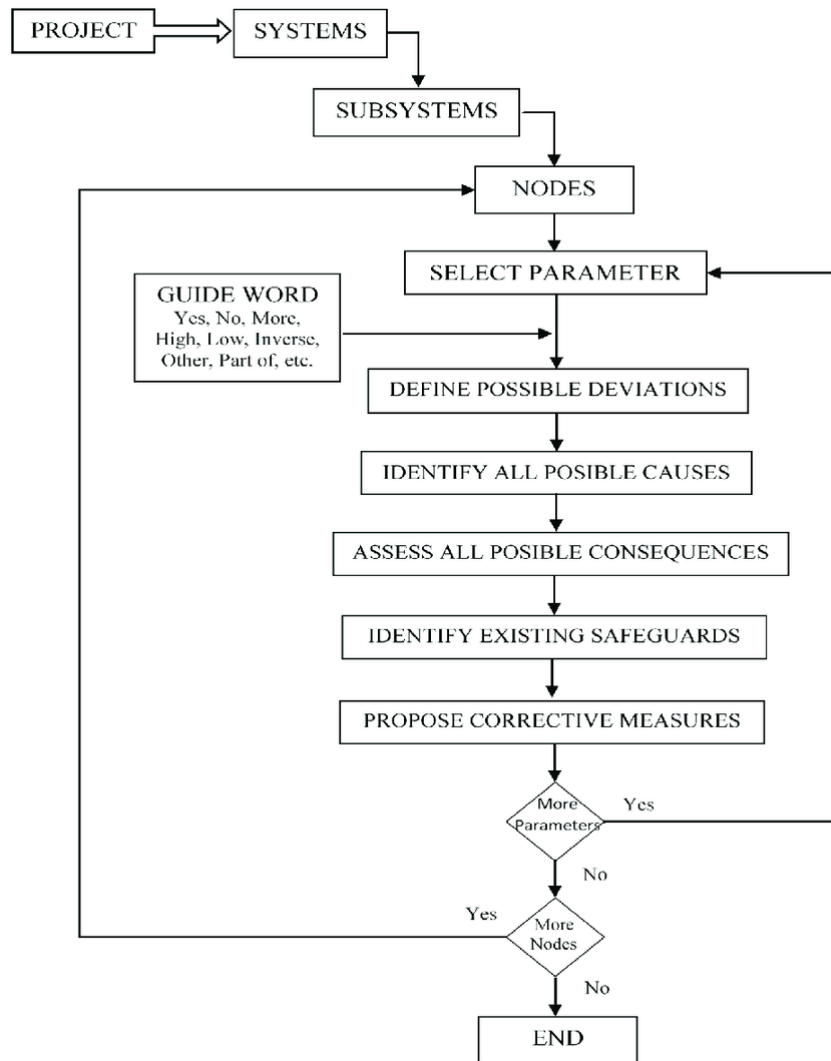 PROJECT
SYSTEMS
SUBSYSTEMS
NODES
SELECT PARAMETER
GUIDE WORD
Yes, No, More,
High, Low, Inverse,
Other, Part of, etc.
DEFINE POSSIBLE DEVIATIONS
IDENTIFY ALL POSIBLE CAUSES
ASSESS ALL POSIBLE CONSEQUENCES
IDENTIFY EXISTING SAFEGUARDS
PROPOSE CORRECTIVE MEASURES
More
Parameters
Yes
No
Yes
More
Nodes
No
END